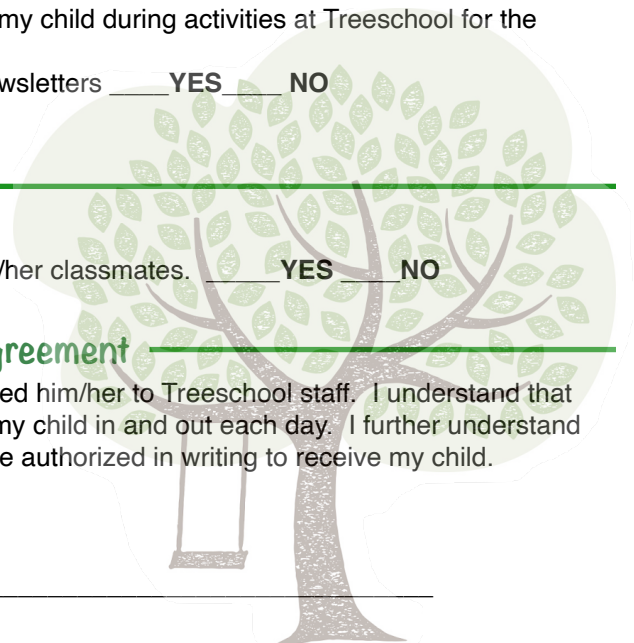 my child during activities at Treeschool for the
wsletters ____YES____ NO
/her classmates. _____YES ____NO
greement
ed him/her to Treeschool staff. I understand that
my child in and out each day. I further understand
e authorized in writing to receive my child.